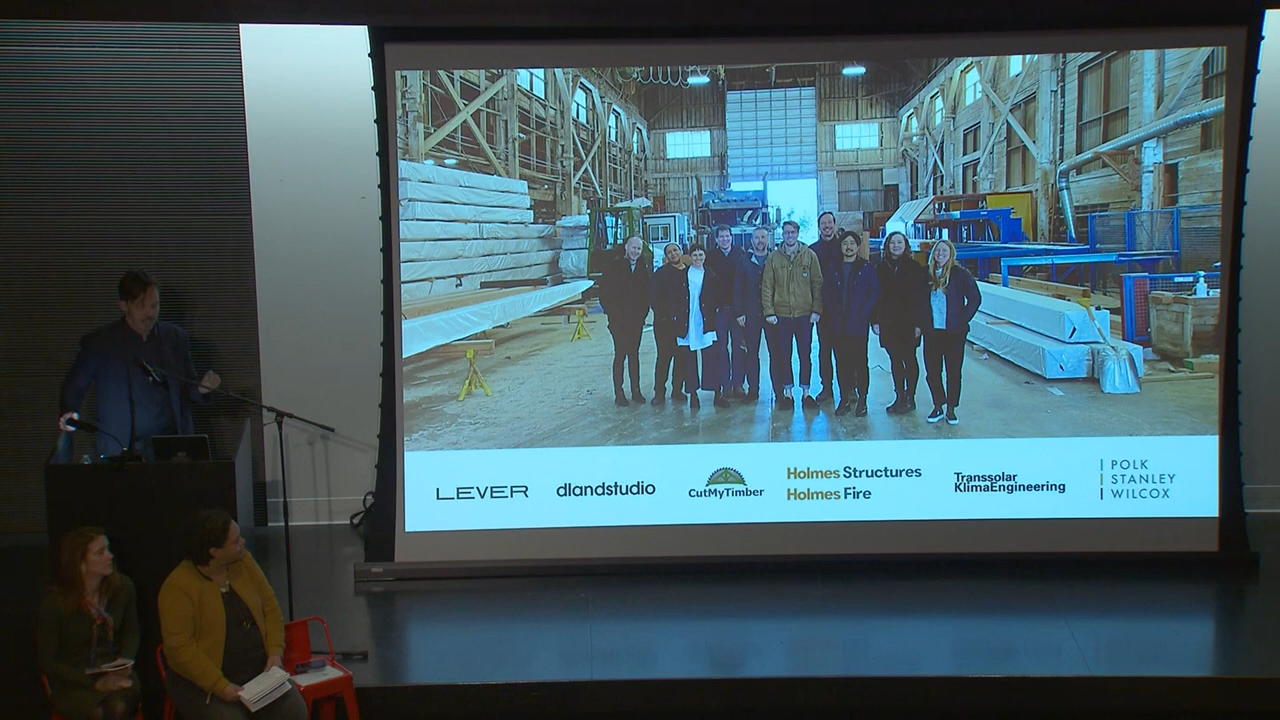 LEVER
dlandstudio
CutMyTimber
Holmes Structures
Holmes Fire
Transsolar
KlimaEngineering
POLK
STANLEY
WILCOX